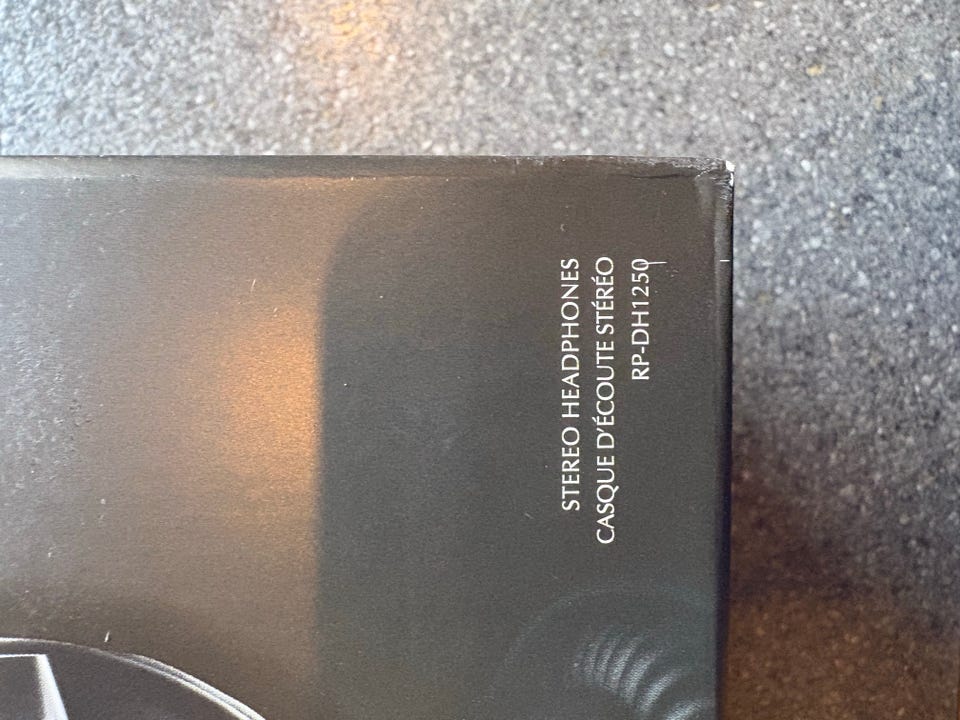 STEREO HEADPHONES
CASQUE D'ÉCOUTE STÉRÉO
RP-DH1250